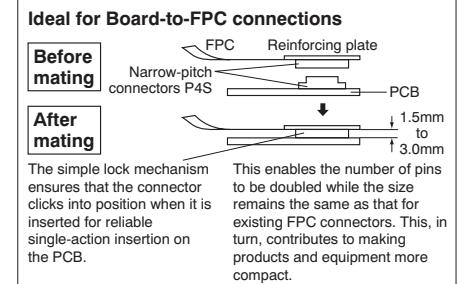 Ideal for Board-to-FPC connections
Before
mating
FPC
Reinforcing plate
Narrow-pitch
connectors P4S
PCB
After
mating
1.5mm
to
3.0mm
The simple lock mechanism
ensures that the connector
clicks into position when it is
inserted for reliable
single-action insertion on
the PCB.
This enables the number of pins
to be doubled while the size
remains the same as that for
existing FPC connectors. This, in
turn, contributes to making
products and equipment more
compact.